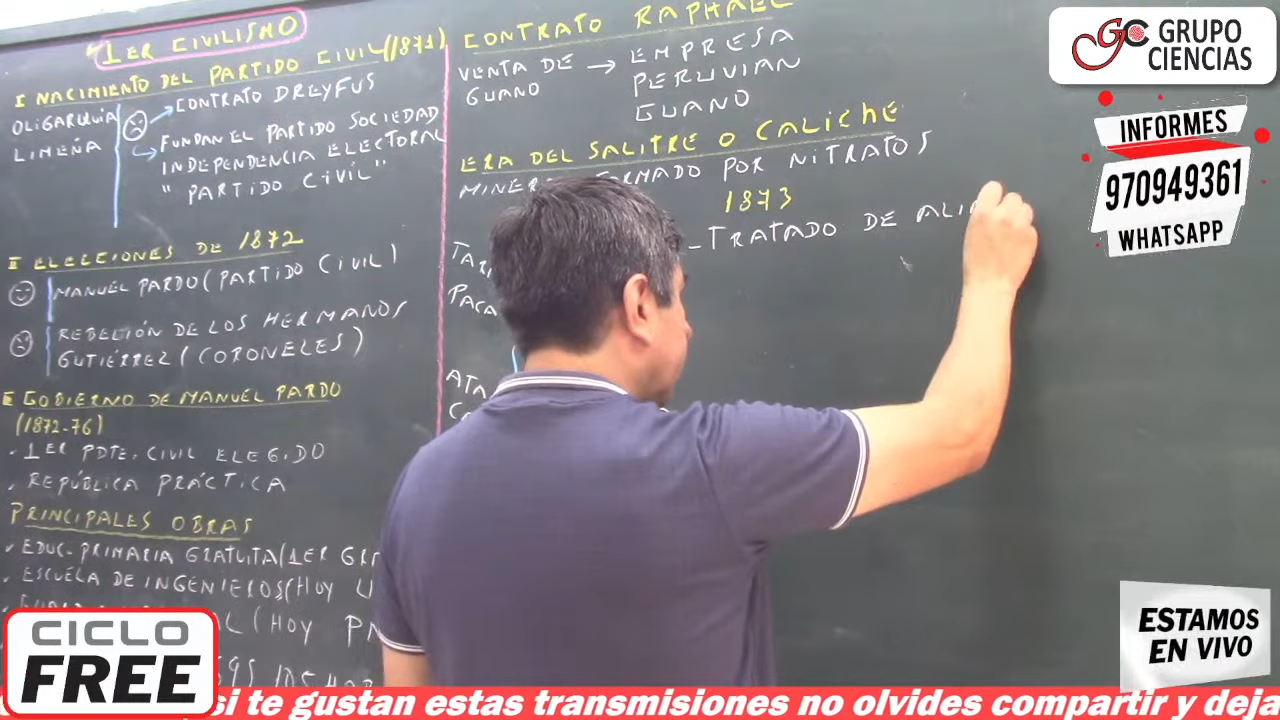 1ER CIVILISMO
I NACIMIENTO DEL PARTIDO CIVIL (1871)
OLIGARQUÍA
LIMEÑA
CONTRATO DREYFUS
FUNDAN EL PARTIDO SOCIEDAD
INDEPENDENCIA ELECTORAL
" PARTIDO CIVIL "
I ELECCIONES DE 1872
MANUEL PARDO (PARTIDO CIVIL)
REBELIÓN DE LOS HERMANOS
GUTIÉRREZ (CORONELES)
GOBIERNO DE MANUEL PARDO
(1872-76)
. 1ER PDTE. CIVIL ELEGIDO
. REPÚBLICA PRÁCTICA
PRINCIPALES OBRAS
EDUC. PRIMARIA GRATUITA (1ER
ESCUELA DE INGENIEROS (HOY
(HOY
CONTRATO RAPHAEL
VENTA DE
GUANO
→ EMPRESA
PERUVIAN
GUANO
ERA DEL SALITRE O CALICHE
FORMADO POR NITRATOS
1873
- TRATADO DE
GC GRUPO
CIENCIAS
INFORMES
970949361
WHATSAPP
CICLO
FREE
ESTAMOS
EN VIVO
si te gustan estas transmisiones no olvides compartir y deja